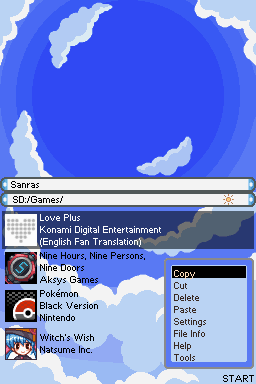 Sanras
SD:/Games/
Love Plus
Konami Digital Entertainment
(English Fan Translation)
Nine Hours, Nine Persons,
Nine Doors
Aksys Games
Pokémon
Black Version
Nintendo
Witch's Wish
Natsume Inc.
Copy
Cut
Delete
Paste
Settings
File Info
Help
Tools
START